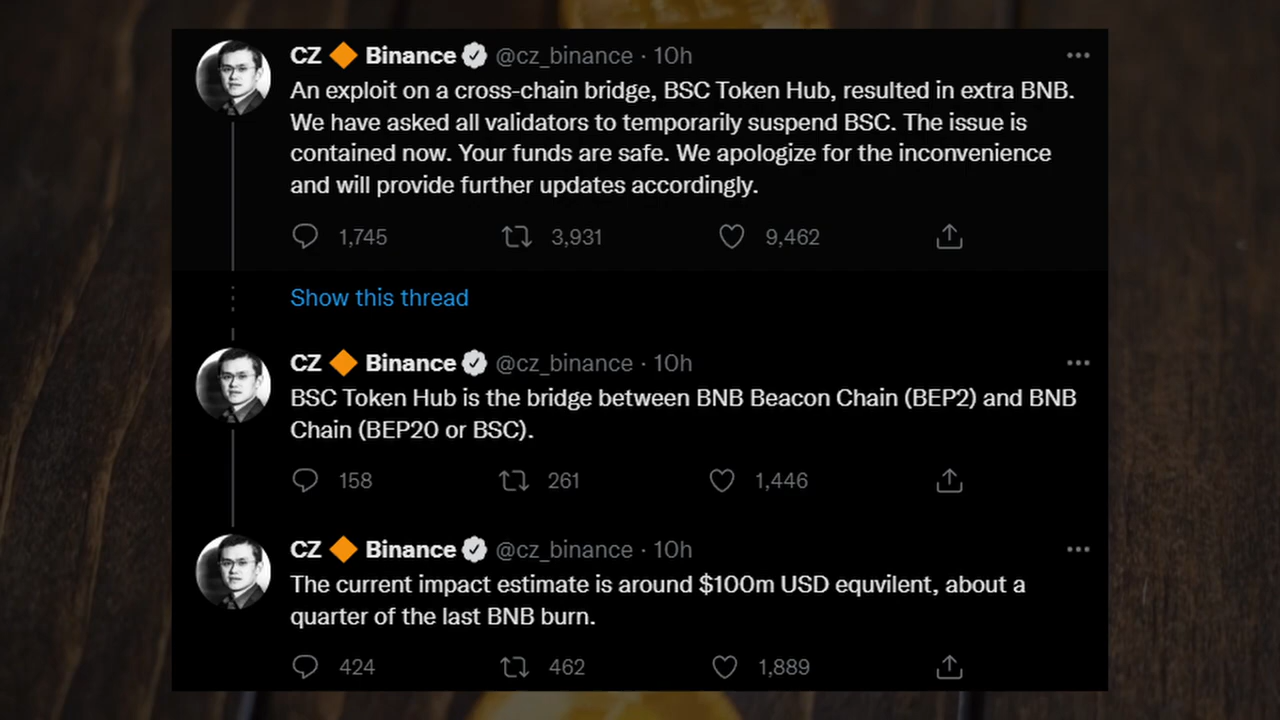 CZ 🔶 Binance @cz_binance · 10h
An exploit on a cross-chain bridge, BSC Token Hub, resulted in extra BNB.
We have asked all validators to temporarily suspend BSC. The issue is
contained now. Your funds are safe. We apologize for the inconvenience
and will provide further updates accordingly.
1,745 3,931 9,462
Show this thread
CZ 🔶 Binance @cz_binance · 10h
BSC Token Hub is the bridge between BNB Beacon Chain (BEP2) and BNB
Chain (BEP20 or BSC).
158 261 1,446
CZ 🔶 Binance @cz_binance · 10h
The current impact estimate is around $100m USD equvilent, about a
quarter of the last BNB burn.
424 462 1,889